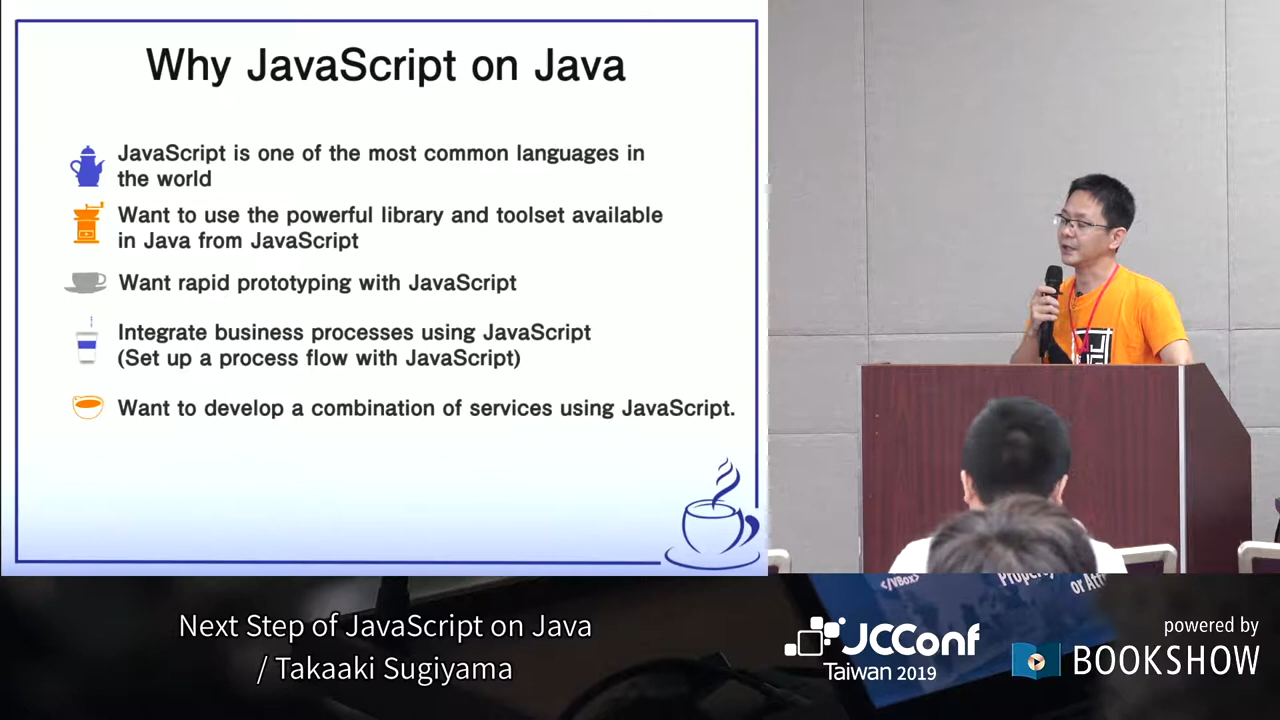 Why JavaScript on Java
JavaScript is one of the most common languages in
the world
Want to use the powerful library and toolset available
in Java from JavaScript
Want rapid prototyping with JavaScript
Integrate business processes using JavaScript
(Set up a process flow with JavaScript)
Want to develop a combination of services using JavaScript.
</VBox>
Next Step of JavaScript on Java
/ Takaaki Sugiyama
JCConf
Taiwan 2019
powered by
BOOKSHOW